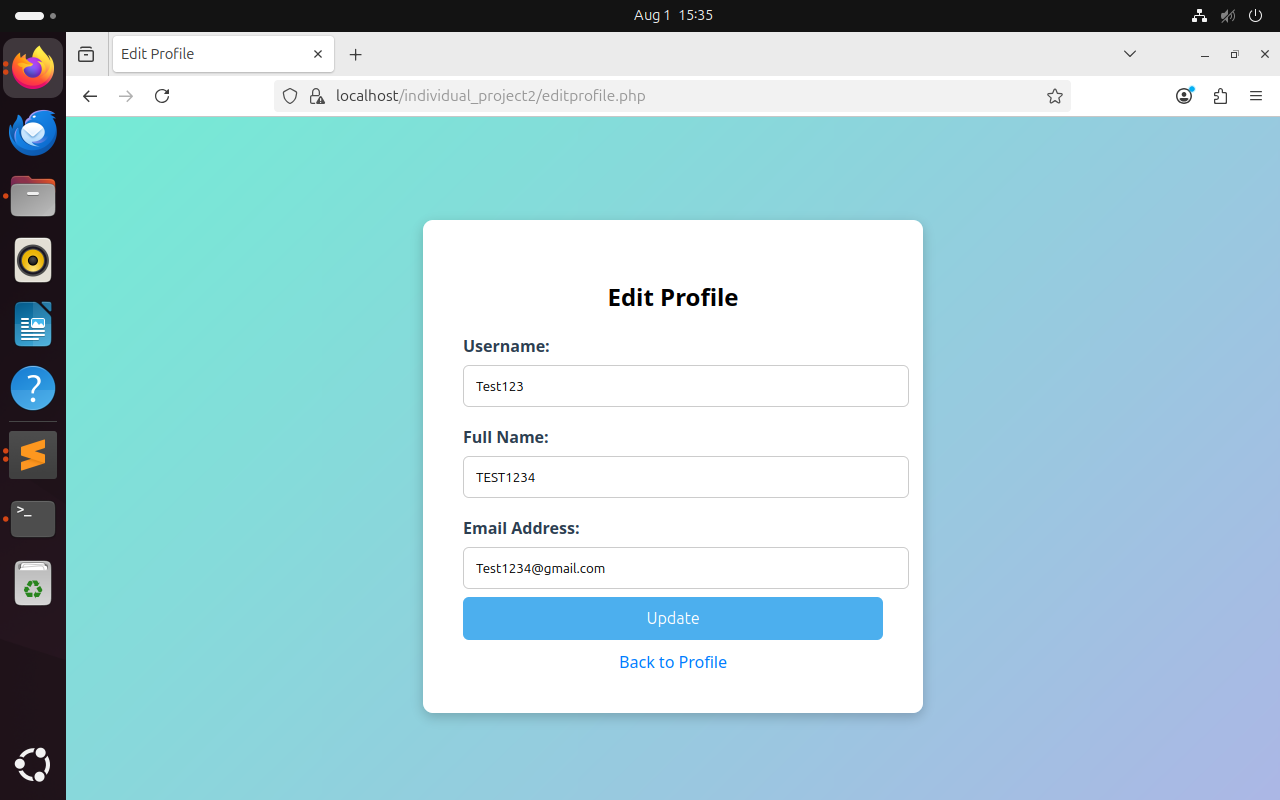 Aug 1 15:35
Edit Profile
localhost/individual_project2/editprofile.php
Edit Profile
Username:
Test123
Full Name:
TEST1234
Email Address:
Test1234@gmail.com
Update
Back to Profile